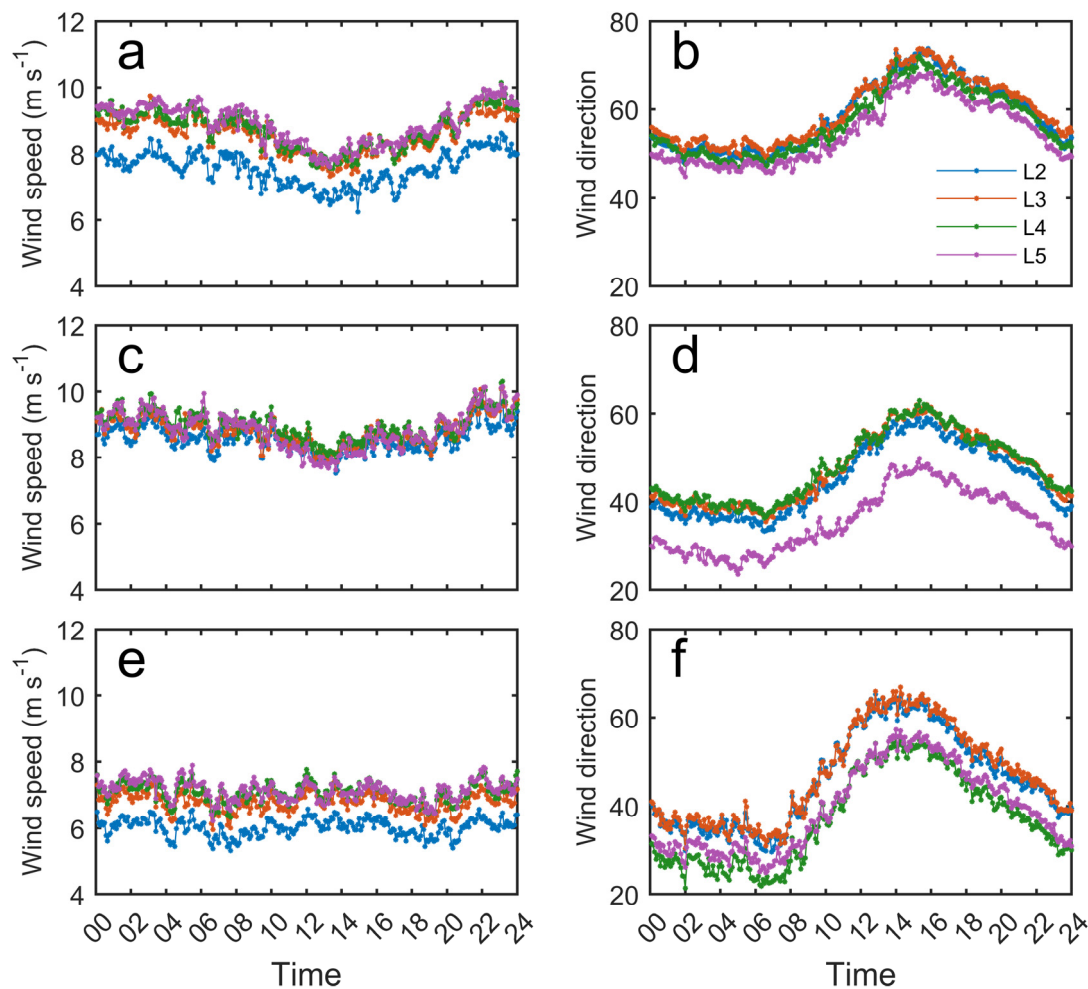 a
Wind speed (m s⁻¹)
12
10
8
6
4
b
Wind direction
80
60
40
20
L2
L3
L4
L5
c
Wind speed (m s⁻¹)
12
10
8
6
4
d
Wind direction
80
60
40
20
e
Wind speed (m s⁻¹)
12
10
8
6
4
00 02 04 06 08 10 12 14 16 18 20 22 24
Time
f
Wind direction
80
60
40
20
00 02 04 06 08 10 12 14 16 18 20 22 24
Time